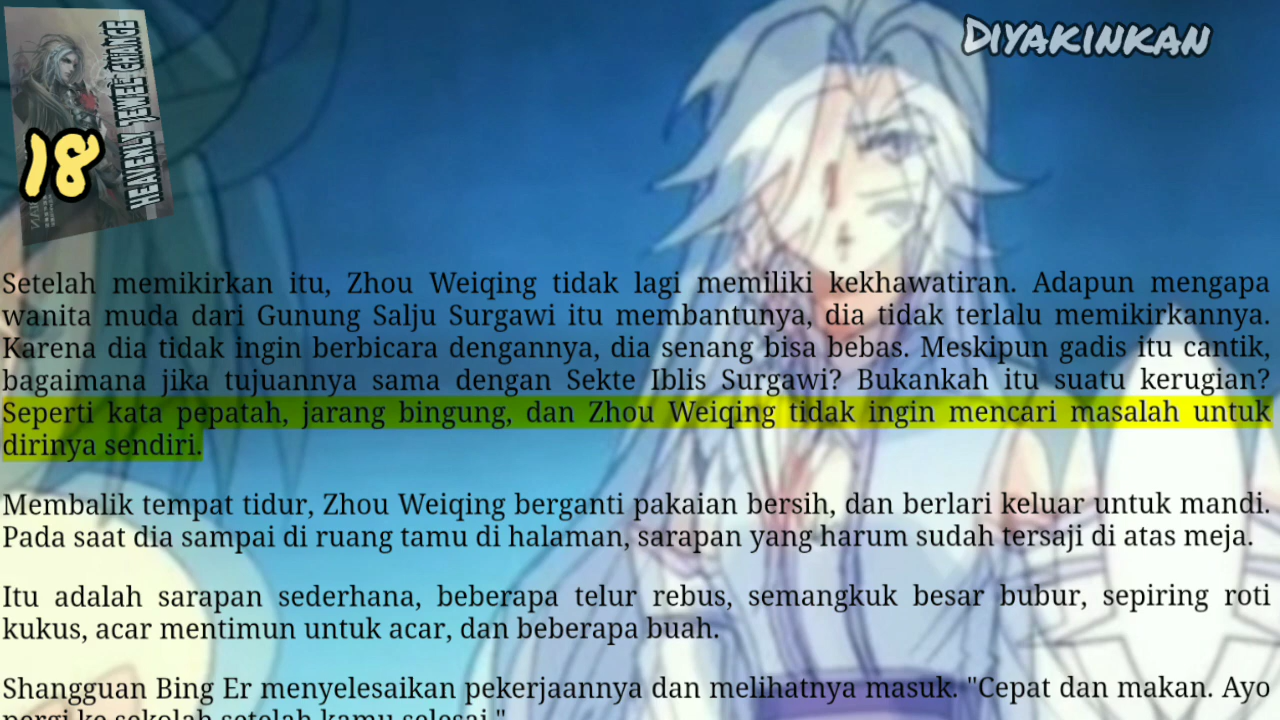 Diyakinkan
HEAVENLY JEWEL CHANGE
18
Setelah memikirkan itu, Zhou Weiqing tidak lagi memiliki kekhawatiran. Adapun mengapa
wanita muda dari Gunung Salju Surgawi itu membantunya, dia tidak terlalu memikirkannya.
Karena dia tidak ingin berbicara dengannya, dia senang bisa bebas. Meskipun gadis itu cantik,
bagaimana jika tujuannya sama dengan Sekte Iblis Surgawi? Bukankah itu suatu kerugian?
Seperti kata pepatah, jarang bingung, dan Zhou Weiqing tidak ingin mencari masalah untuk
dirinya sendiri.
Membalik tempat tidur, Zhou Weiqing berganti pakaian bersih, dan berlari keluar untuk mandi.
Pada saat dia sampai di ruang tamu di halaman, sarapan yang harum sudah tersaji di atas meja.
Itu adalah sarapan sederhana, beberapa telur rebus, semangkuk besar bubur, sepiring roti
kukus, acar mentimun untuk acar, dan beberapa buah.
Shangguan Bing Er menyelesaikan pekerjaannya dan melihatnya masuk. "Cepat dan makan. Ayo
pergi ke sekolah setelah kamu selesai."